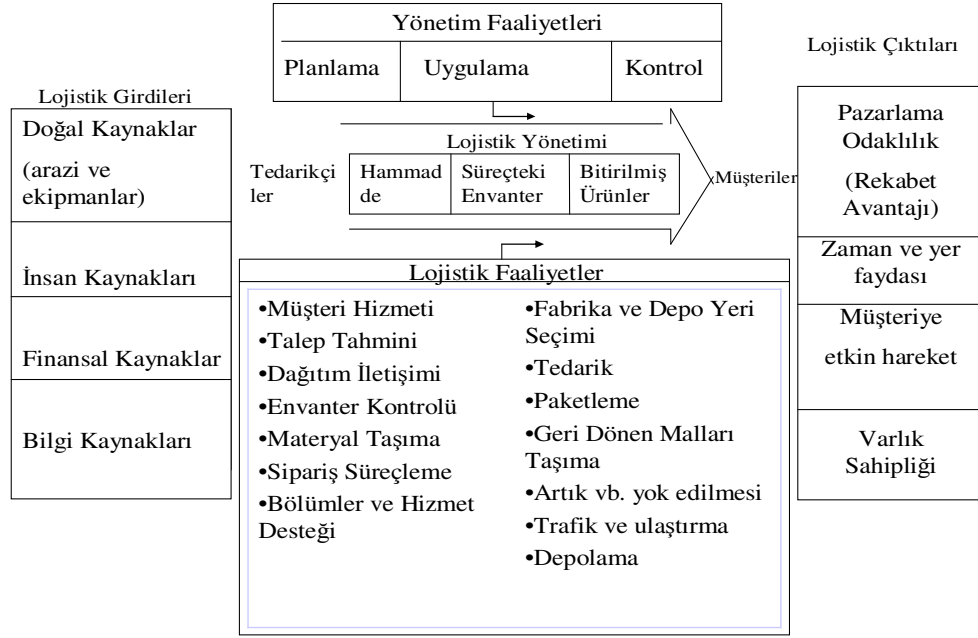 Yönetim Faaliyetleri
Planlama
Uygulama
Kontrol
Lojistik Girdileri
Doğal Kaynaklar
(arazi ve
ekipmanlar)
İnsan Kaynakları
Finansal Kaynaklar
Bilgi Kaynakları
Tedarikçi
ler
Lojistik Yönetimi
Hammad
de
Süreçteki
Envanter
Bitirilmiş
Ürünler
Müşteriler
Lojistik Faaliyetler
•Müşteri Hizmeti
•Talep Tahmini
•Dağıtım İletişimi
•Envanter Kontrolü
•Materyal Taşıma
•Sipariş Süreçleme
•Bölümler ve Hizmet
Desteği
•Fabrika ve Depo Yeri
Seçimi
•Tedarik
•Paketleme
•Geri Dönen Malları
Taşıma
•Artık vb. yok edilmesi
•Trafik ve ulaştırma
•Depolama
Lojistik Çıktıları
Pazarlama
Odaklılık
(Rekabet
Avantajı)
Zaman ve yer
faydası
Müşteriye
etkin hareket
Varlık
Sahipliği